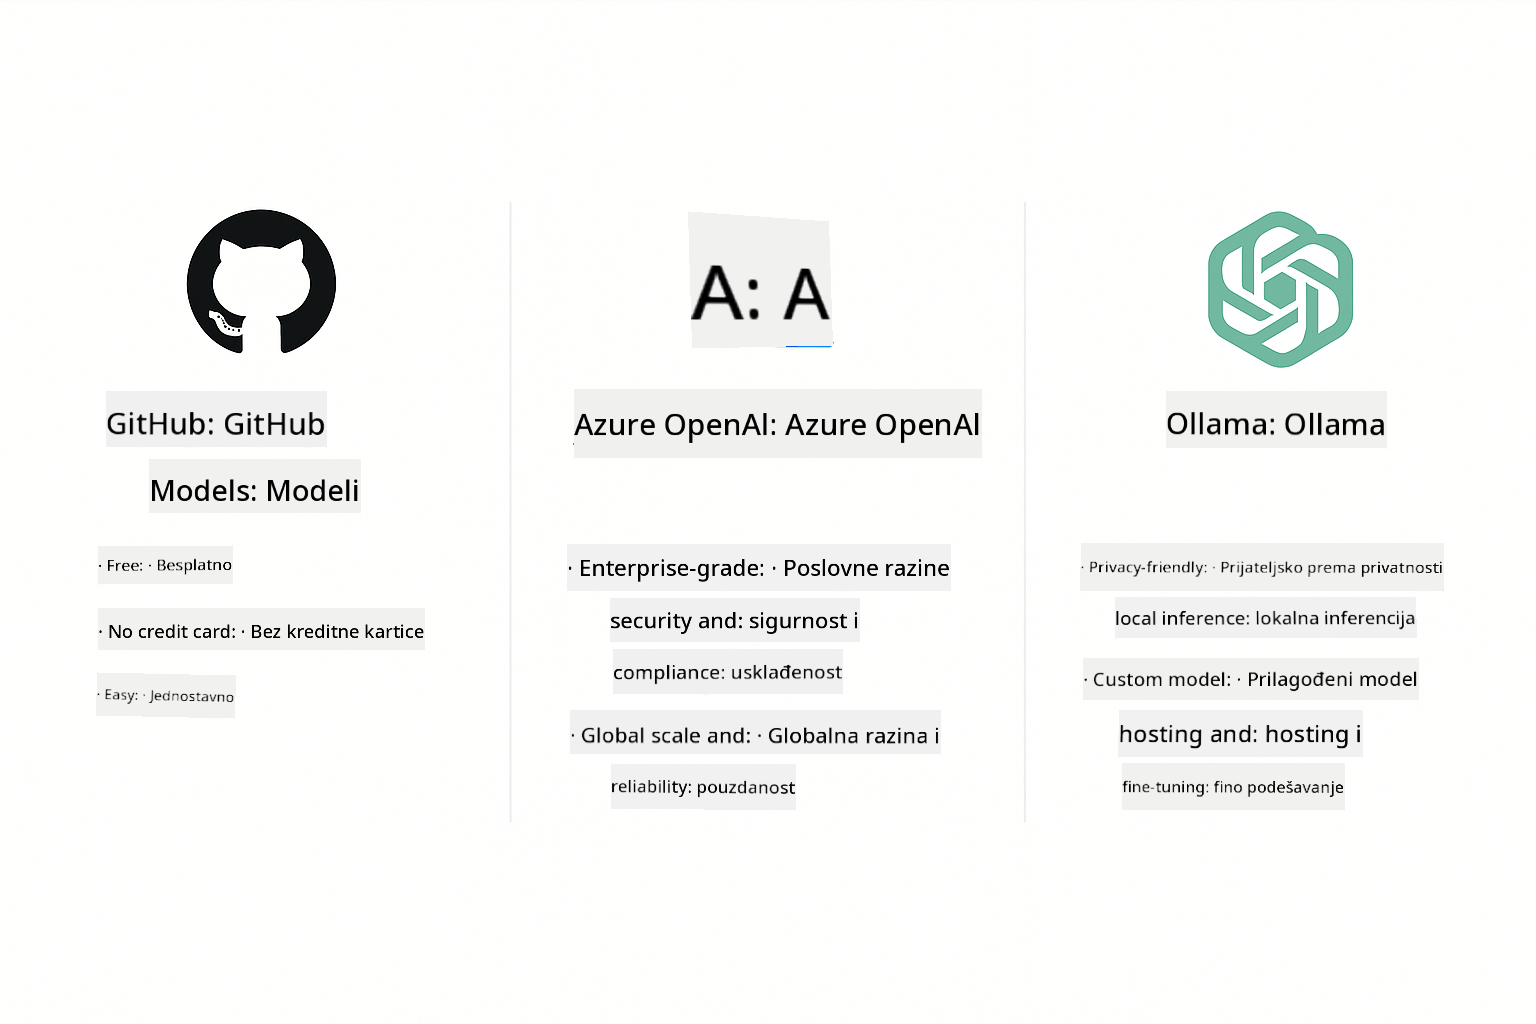 GitHub: GitHub
Models: Modeli
· Free: · Besplatno
· No credit card: · Bez kreditne kartice
· Easy: · Jednostavno
A: A
Azure OpenAl: Azure OpenAl
· Enterprise-grade: · Poslovne razine
security and: sigurnost i
compliance: usklađenost
· Global scale and: · Globalna razina i
reliability: pouzdanost
Ollama: Ollama
· Privacy-friendly: · Prijateljsko prema privatnosti
local inference: lokalna inferencija
· Custom model: · Prilagođeni model
hosting and: hosting i
fine-tuning: fino podešavanje